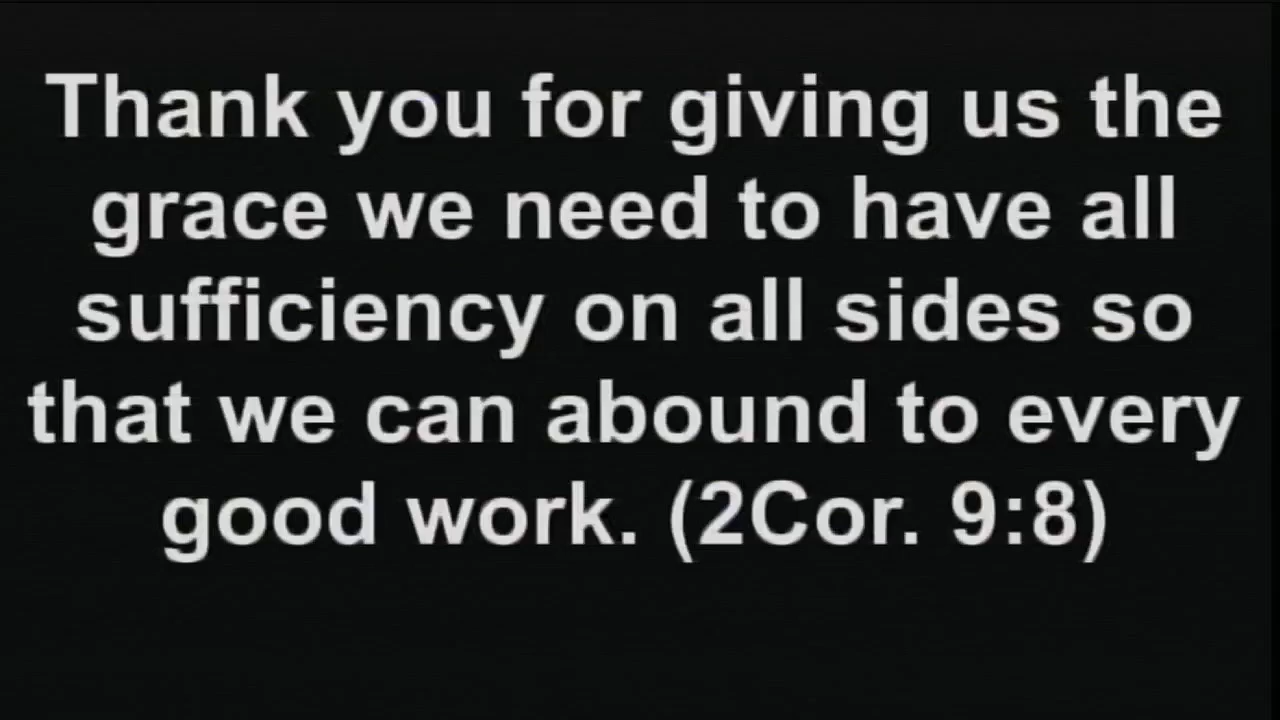 Thank you for giving us the
grace we need to have all
sufficiency on all sides so
that we can abound to every
good work. (2Cor. 9:8)